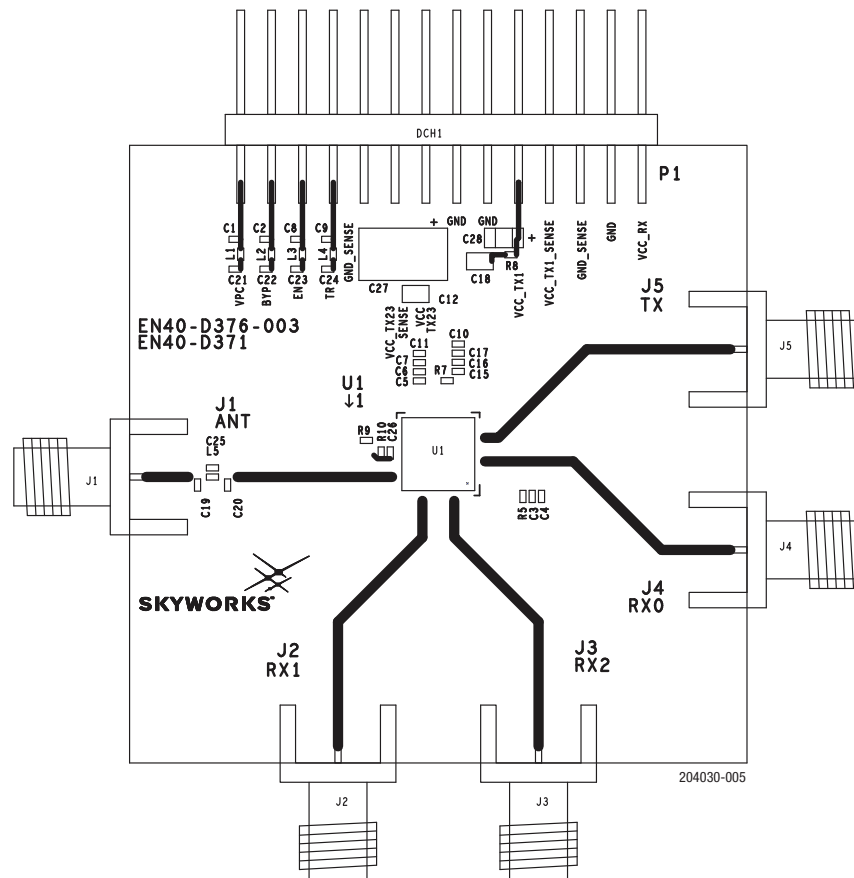 DCH1
P1
C1
C2
C8
C9
L1
L2
L3
L4
C21
C22
C23
C24
VPC
BYP
EN
TR
GND_SENSE
+ GND
GND
C28
+
C18
R8
C27
C12
VCC_TX23
SENSE
VCC
TX23
VCC_TX1
VCC_TX1_SENSE
GND_SENSE
GND
VCC_RX
EN40-D376-003
EN40-D371
C11
C7
C6
C5
C10
C17
C16
C15
R7
J5
TX
J5
U1
↓1
J1
ANT
R9
R10
C26
U1
C25
L5
J1
C19
C20
R5
C3
C4
J4
J4
RX0
SKYWORKS
J2
RX1
J3
RX2
204030-005
J2
J3